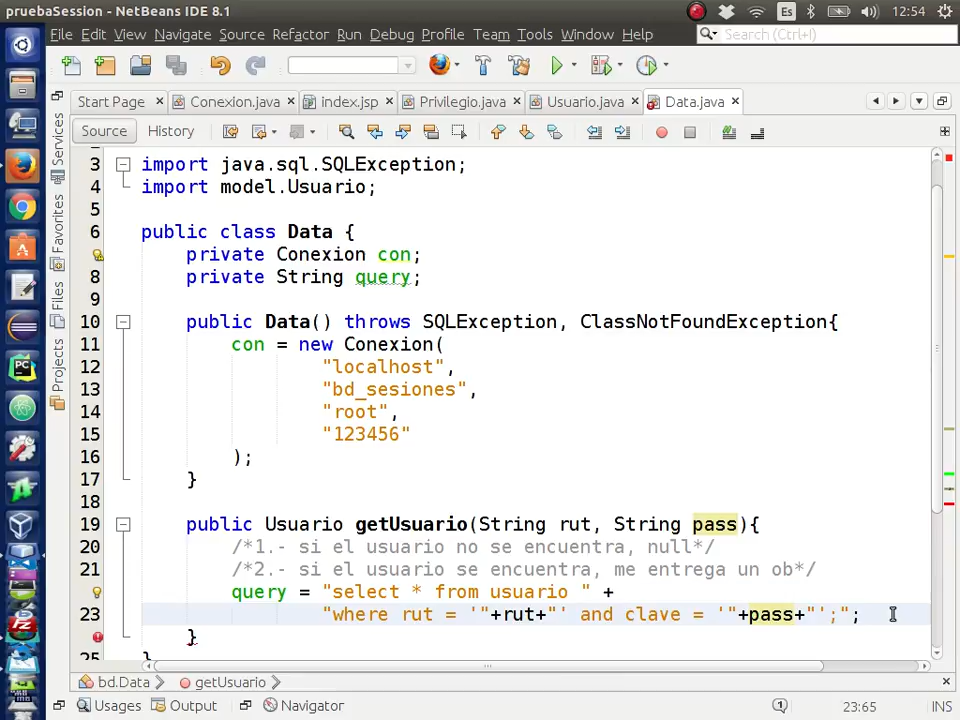 pruebaSession - NetBeans IDE 8.1
Es
12:54
File Edit View Navigate Source Refactor Run Debug Profile Team Tools Window Help
Search (Ctrl+I)
Start Page
Conexion.java
index.jsp
Privilegio.java
Usuario.java
Data.java
Source History
Services
Favorites
Files
Projects
3 import java.sql.SQLException;
4 import model.Usuario;
5
6 public class Data {
private Conexion con;
8 private String query;
9
10 public Data() throws SQLException, ClassNotFoundException{
11 con = new Conexion(
12 "localhost",
13 "bd_sesiones",
14 "root",
15 "123456"
16 );
17 }
18
19 public Usuario getUsuario(String rut, String pass){
20 /*1.- si el usuario no se encuentra, null*/
21 /*2.- si el usuario se encuentra, me entrega un ob*/
query = "select * from usuario " +
23 "where rut = '"+rut+"' and clave = '"+pass+"';";
}
25 }
bd.Data
getUsuario
Usages
Output
Navigator
1
23:65
INS